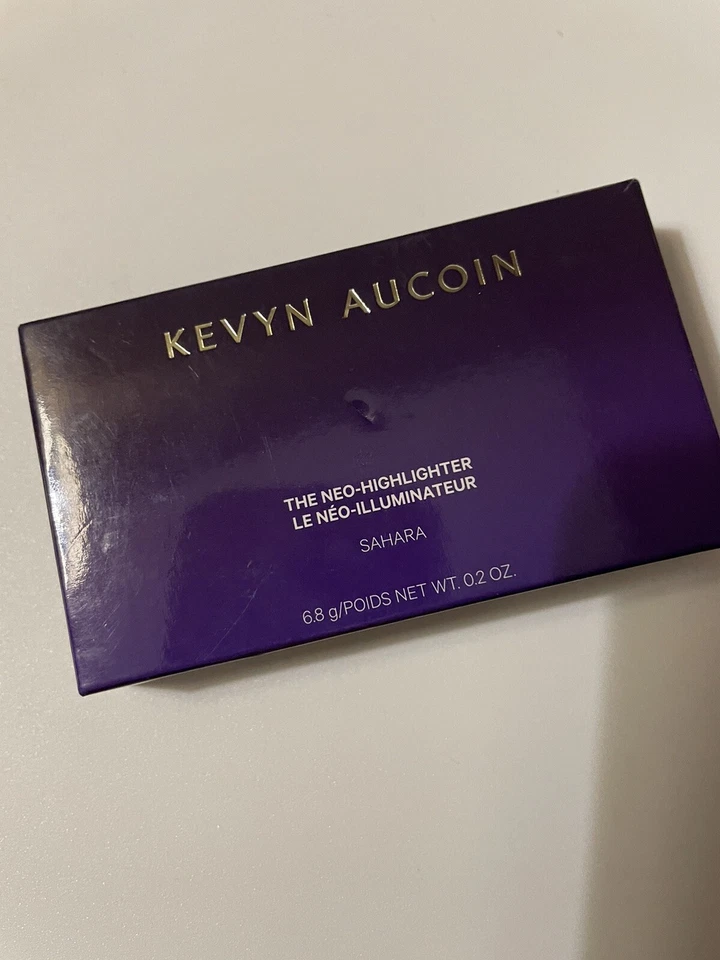 KEVYN AUCOIN
THE NEO-HIGHLIGHTER
LE NÉO-ILLUMINATEUR
SAHARA
6.8 g/POIDS NET WT. 0.2 OZ.